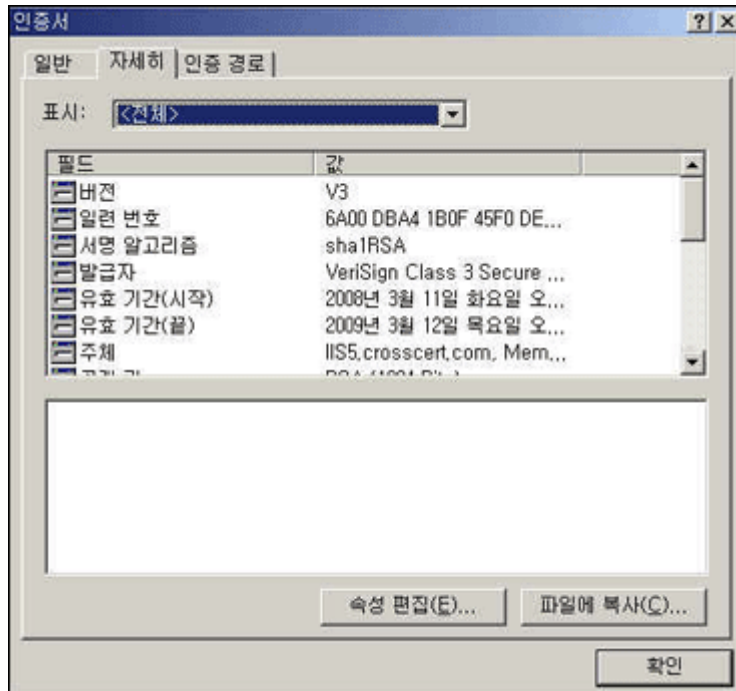 인증서
일반 자세히 인증 경로
표시: <전체>
필드 값
버젼 V3
일련 번호 6A00 DBA4 1B0F 45F0 DE...
서명 알고리즘 sha1RSA
발급자 VeriSign Class 3 Secure ...
유효 기간(시작) 2008년 3월 11일 화요일 오...
유효 기간(끝) 2009년 3월 12일 목요일 오...
주체 IIS5.crosscert.com, Mem...
속성 편집(E)... 파일에 복사(C)...
확인